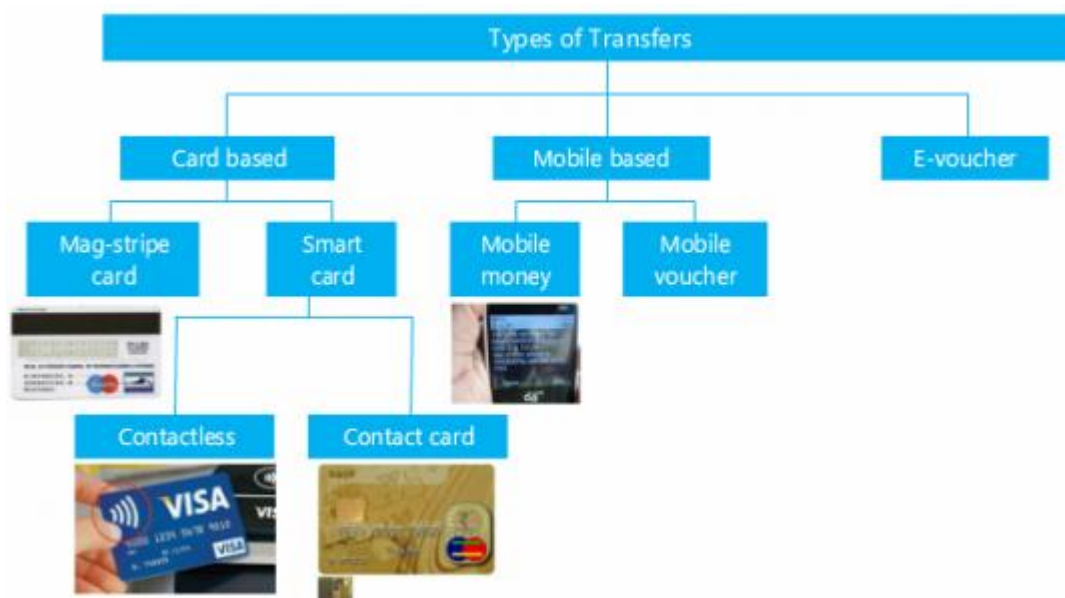 Types of Transfers
Card based
Mobile based
E-voucher
Mag-stripe
card
Smart
card
Mobile
money
Mobile
voucher
Contactless
Contact card
VISA
VISA